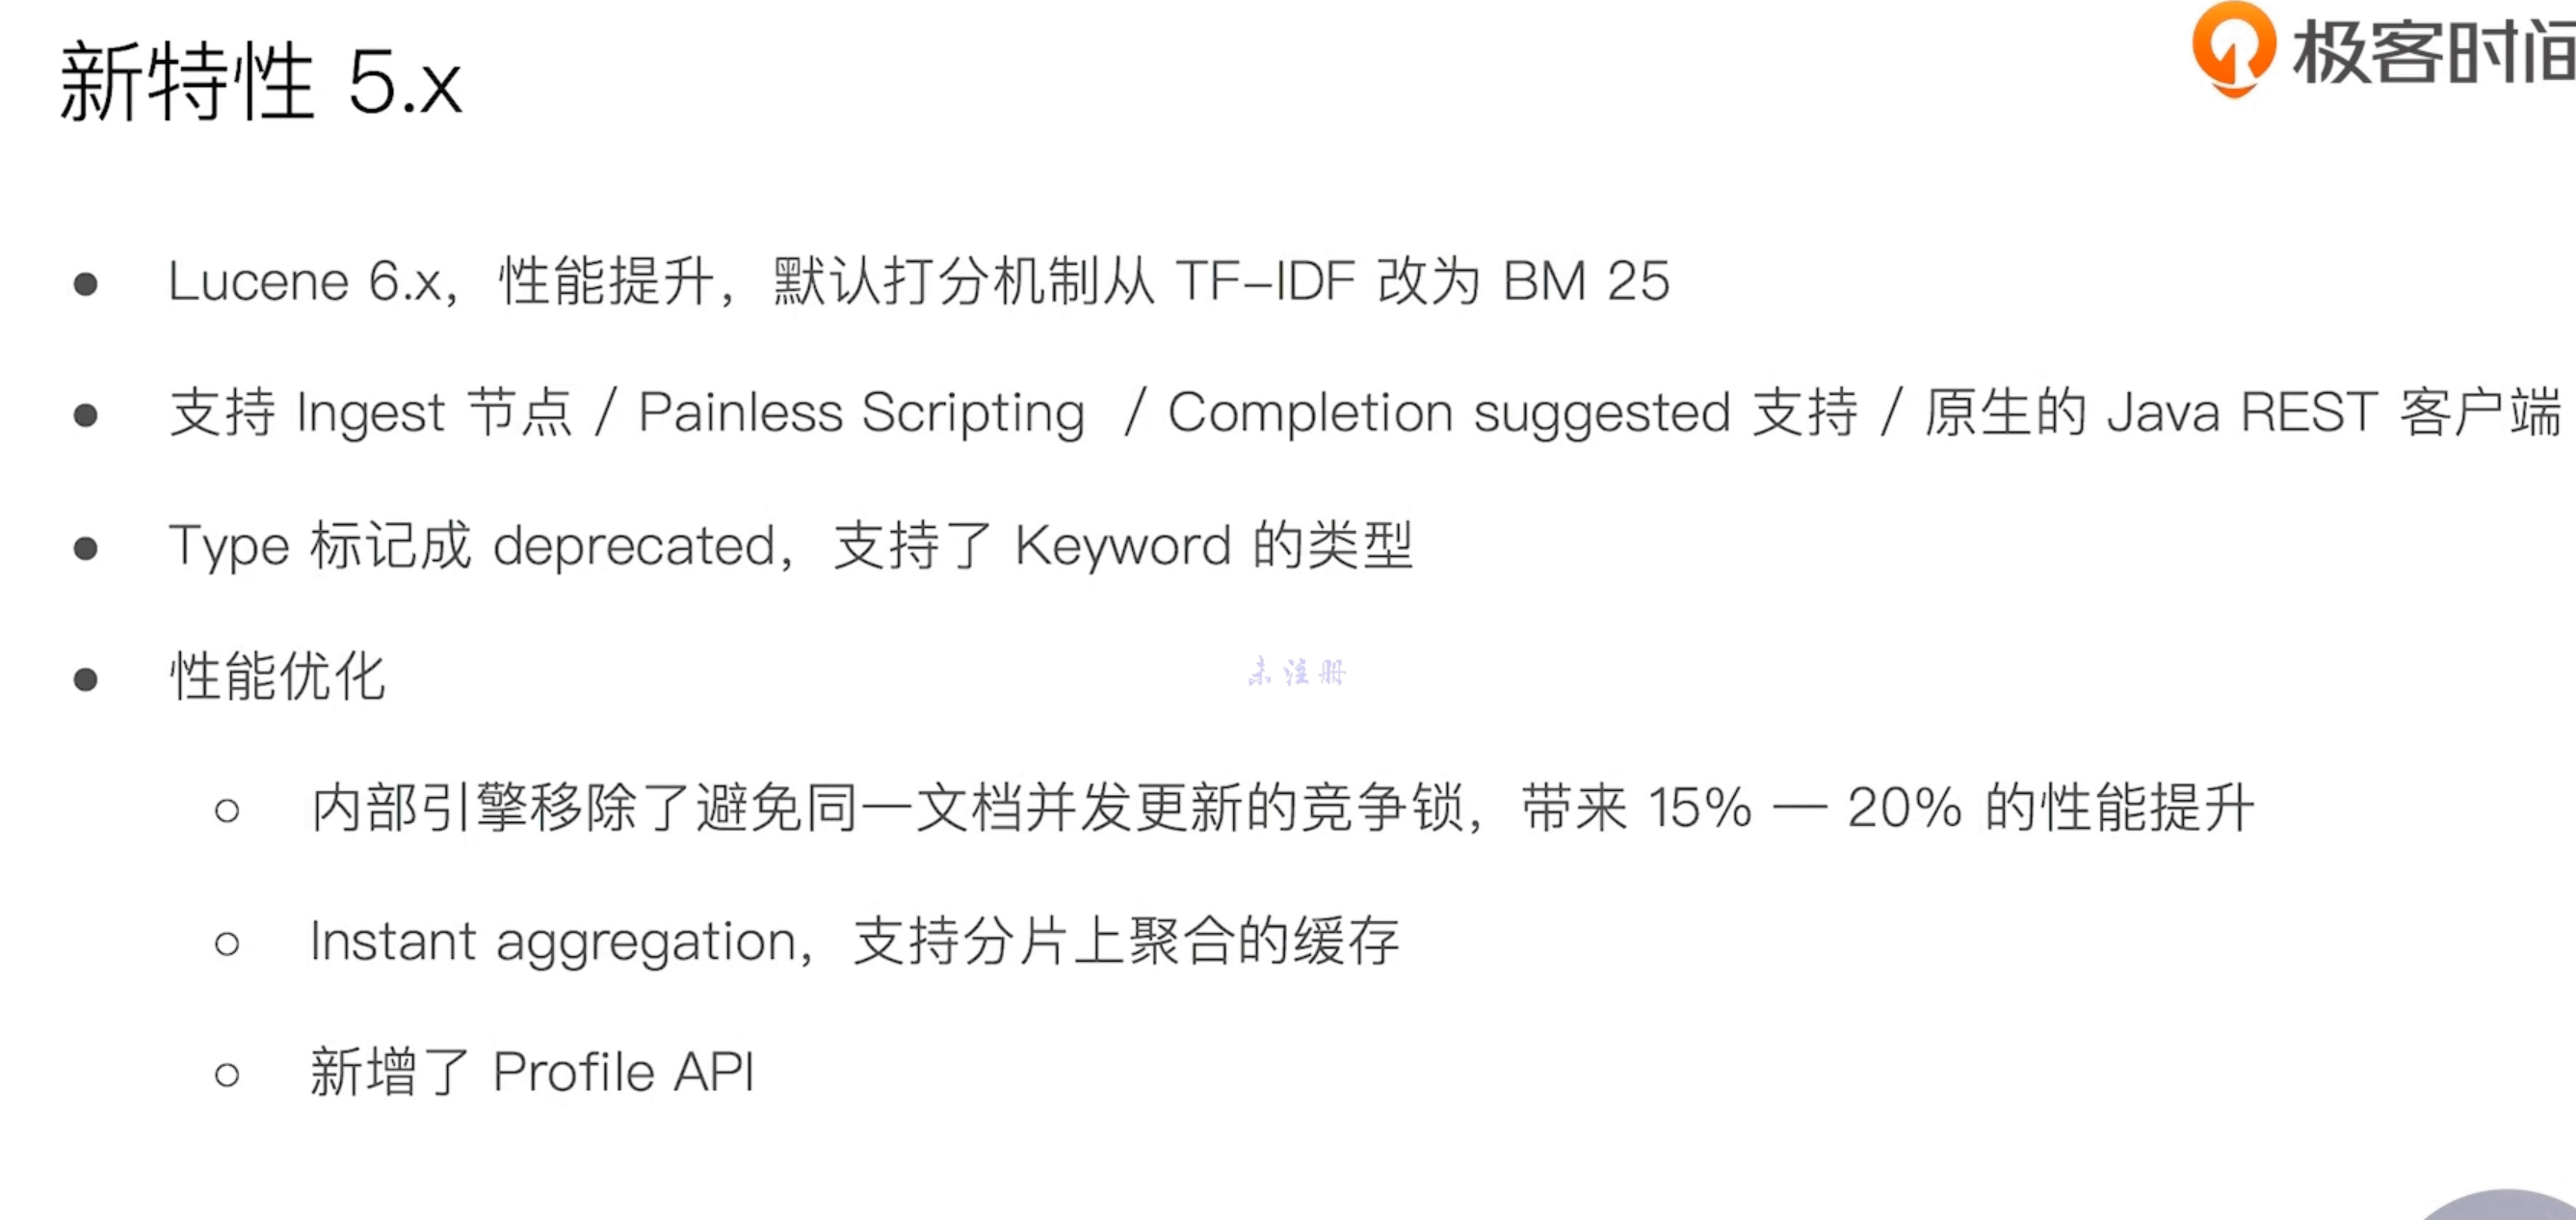 新特性 5.x
极客时间
Lucene 6.x，性能提升，默认打分机制从 TF-IDF 改为 BM 25
支持 Ingest 节点 / Painless Scripting / Completion suggested 支持 / 原生的 Java REST 客户端
Type 标记成 deprecated，支持了 Keyword 的类型
性能优化
未注册
内部引擎移除了避免同一文档并发更新的竞争锁，带来 15% — 20% 的性能提升
Instant aggregation，支持分片上聚合的缓存
新增了 Profile API